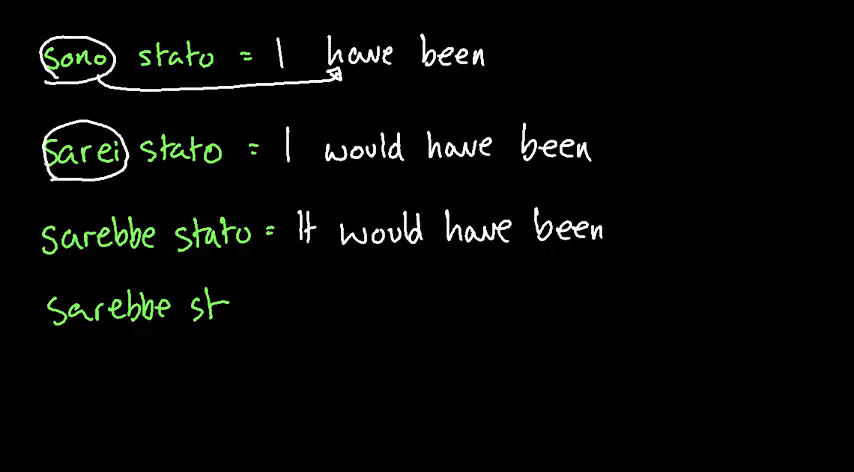 sono stato = I have been
sarei stato = I would have been
sarebbe stato = It would have been
sarebbe st